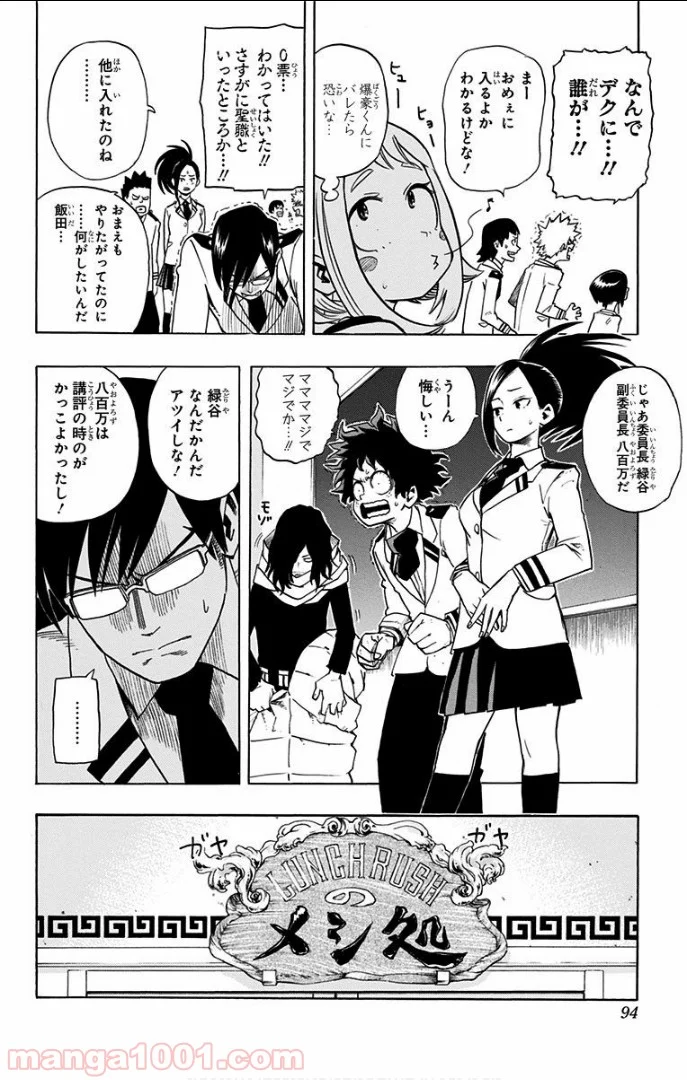 なんで
デクに…!!
誰が…!!
まー
おめぇに
入るよか
わかるけどな!
ヒュー
ヒョー
♪
爆豪くんに
バレたら
恐いな…
0票…
わかってはいた!!
さすがに聖職と
いったところか…!!
他に入れたのね
………
おまえも
やりたがってたのに
……何がしたいんだ
飯田…
じゃあ委員長 緑谷
副委員長 八百万だ
うーん
悔しい…
マママママジで
マジでか…!!
モゾ
緑谷
なんだかんだ
アツイしな!
八百万は
講評の時のが
かっこよかったし!
………
ガヤ
ガヤ
LUNCH RUSH
の
メシ処
94
manga1001.com